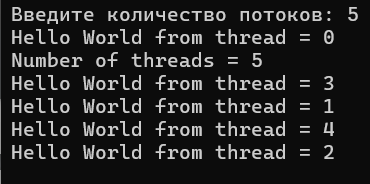 Введите количество потоков: 5
Hello World from thread = 0
Number of threads = 5
Hello World from thread = 3
Hello World from thread = 1
Hello World from thread = 4
Hello World from thread = 2